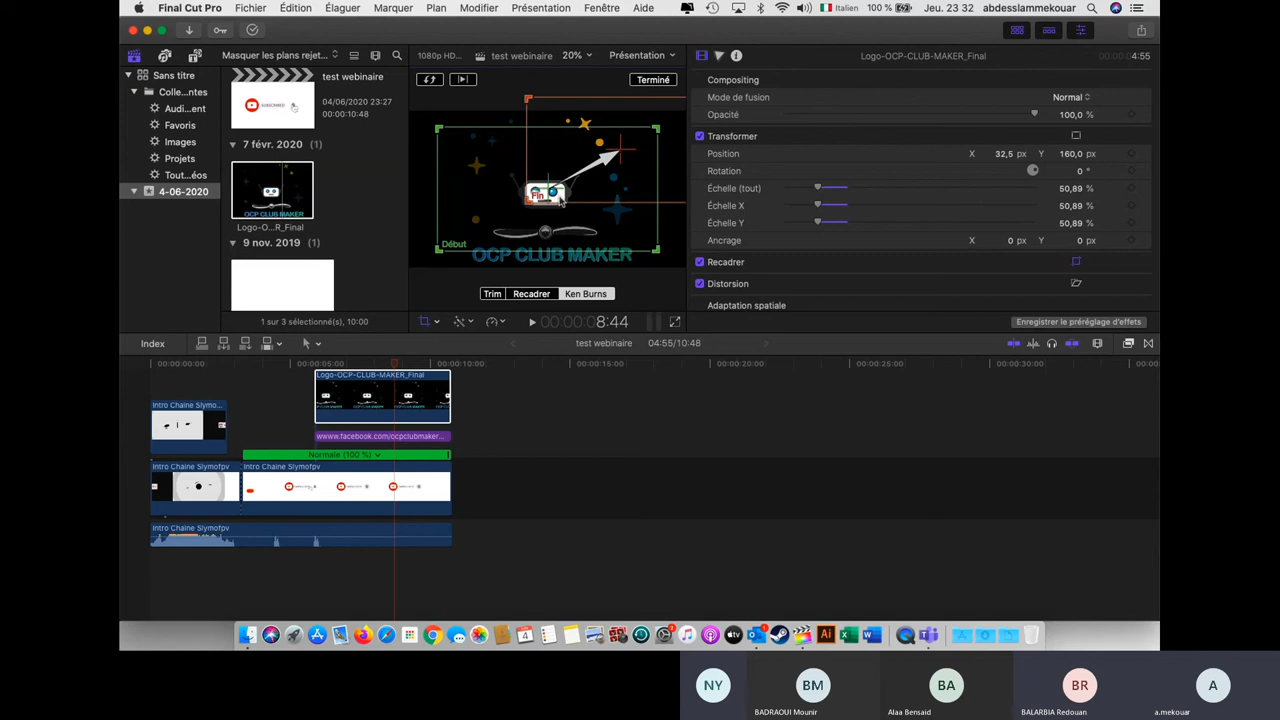 Final Cut Pro Fichier Édition Élaguer Marquer Plan Modifier Présentation Fenêtre Aide Italien 100 % Jeu. 23 32 abdesslammekouar
Masquer les plans rejet... 1080p HD... test webinaire 20% Présentation Logo-OCP-CLUB-MAKER_Final 4:55
Sans titre
Colle...ntes
Audi...ent
Favoris
Images
Projets
Tout...es
4-06-2020
test webinaire
04/06/2020 23:27
00:00:10:48
7 févr. 2020 (1)
OCP CLUB MAKER
Logo-O...R_Final
9 nov. 2019 (1)
1 sur 3 sélectionné(s), 10:00
Terminé
Fin
Début
OCP CLUB MAKER
Trim Recadrer Ken Burns
00:00:08:44
Compositing
Mode de fusion Normal
Opacité 100,0 %
Transformer
Position X 32,5 px Y 160,0 px
Rotation 0 °
Échelle (tout) 50,89 %
Échelle X 50,89 %
Échelle Y 50,89 %
Ancrage X 0 px Y 0 px
Recadrer
Distorsion
Adaptation spatiale
Enregistrer le préréglage d'effets
Index test webinaire 04:55/10:48
00:00:00:00 00:00:05:00 00:00:10:00 00:00:15:00 00:00:20:00 00:00:25:00 00:00:30:00
Logo-OCP-CLUB-MAKER_Final
Intro Chaine Slymo...
wwww.facebook.com/ocpclubmaker...
Normale (100 %)
Intro Chaine Slymofpv Intro Chaine Slymofpv
Intro Chaine Slymofpv
NY BM BA BR A
BADRAOUI Mounir Alaa Bensaid BALARBIA Redouan a.mekouar